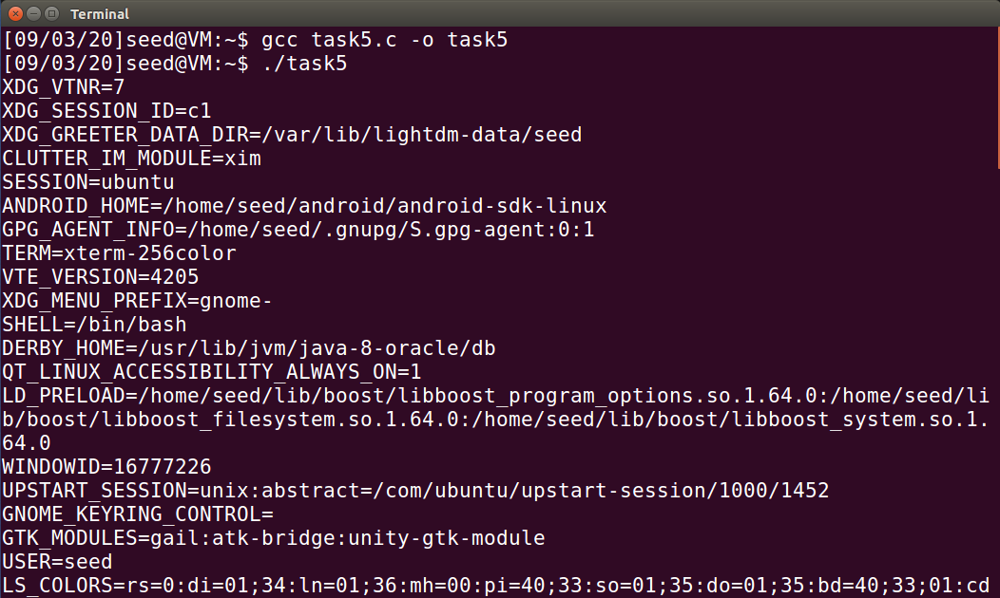 Terminal
[09/03/20]seed@VM:~$ gcc task5.c -o task5
[09/03/20]seed@VM:~$ ./task5
XDG_VTNR=7
XDG_SESSION_ID=c1
XDG_GREETER_DATA_DIR=/var/lib/lightdm-data/seed
CLUTTER_IM_MODULE=xim
SESSION=ubuntu
ANDROID_HOME=/home/seed/android/android-sdk-linux
GPG_AGENT_INFO=/home/seed/.gnupg/S.gpg-agent:0:1
TERM=xterm-256color
VTE_VERSION=4205
XDG_MENU_PREFIX=gnome-
SHELL=/bin/bash
DERBY_HOME=/usr/lib/jvm/java-8-oracle/db
QT_LINUX_ACCESSIBILITY_ALWAYS_ON=1
LD_PRELOAD=/home/seed/lib/boost/libboost_program_options.so.1.64.0:/home/seed/li
b/boost/libboost_filesystem.so.1.64.0:/home/seed/lib/boost/libboost_system.so.1.
64.0
WINDOWID=16777226
UPSTART_SESSION=unix:abstract=/com/ubuntu/upstart-session/1000/1452
GNOME_KEYRING_CONTROL=
GTK_MODULES=gail:atk-bridge:unity-gtk-module
USER=seed
LS_COLORS=rs=0:di=01;34:ln=01;36:mh=00:pi=40;33:so=01;35:do=01;35:bd=40;33;01:cd